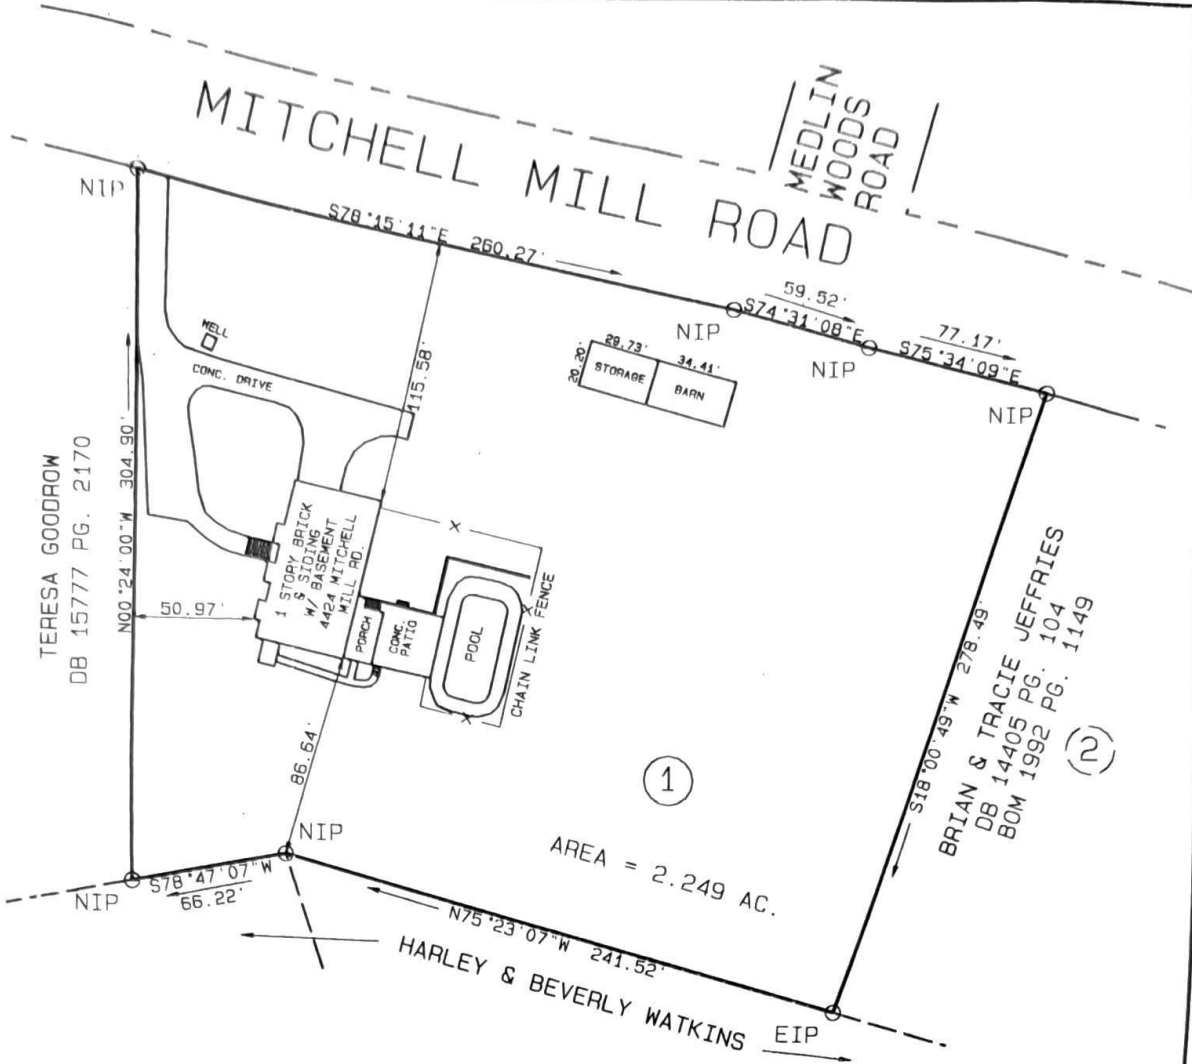 MITCHELL MILL ROAD
MEDLIN
WOODS
ROAD
NIP
S78°15'11"E 260.27'
NIP
59.52'
S74°31'08"E
NIP
77.17'
S75°34'09"E
NIP
WELL
CONC. DRIVE
115.58'
29.73'
34.41'
20.20'
STORAGE
BARN
TERESA GOODROW
DB 15777 PG. 2170
N00°24'00"W 304.90'
50.97'
1 STORY BRICK
& SIDING
W/ BASEMENT
4424 MITCHELL
MILL RD.
PORCH
CONC.
PATIO
POOL
CHAIN LINK FENCE
X
X
X
86.64'
S18°00'49"W 278.49'
BRIAN & TRACIE JEFFRIES
DB 14405 PG. 104
BOM 1992 PG. 1149
2
1
AREA = 2.249 AC.
NIP
NIP
S78°47'07"W
66.22'
N75°23'07"W 241.52'
HARLEY & BEVERLY WATKINS
EIP